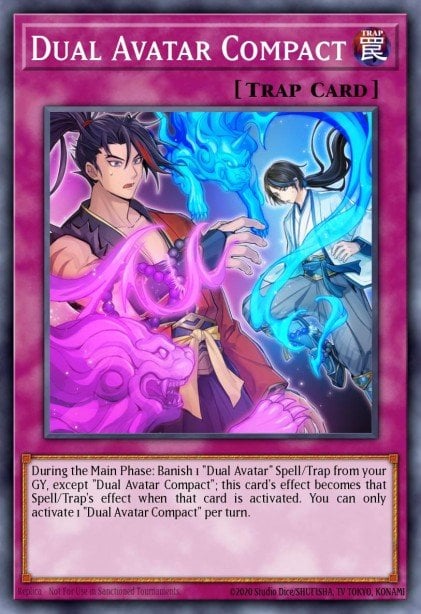 DUAL AVATAR COMPACT
TRAP
罠
[TRAP CARD]
During the Main Phase: Banish 1 "Dual Avatar" Spell/Trap from your
GY, except "Dual Avatar Compact"; this card's effect becomes that
Spell/Trap's effect when that card is activated. You can only
activate 1 "Dual Avatar Compact" per turn.
Replica - Not For Use in Sanctioned Tournaments
©2020 Studio Dice/SHUEISHA, TV TOKYO, KONAMI